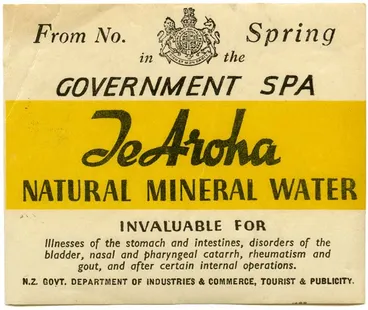 From No. Spring
in the
GOVERNMENT SPA
Te Aroha
NATURAL MINERAL WATER
INVALUABLE FOR
Illnesses of the stomach and intestines, disorders of the
bladder, nasal and pharyngeal catarrh, rheumatism and
gout, and after certain internal operations.
N.Z. GOVT. DEPARTMENT OF INDUSTRIES & COMMERCE, TOURIST & PUBLICITY.